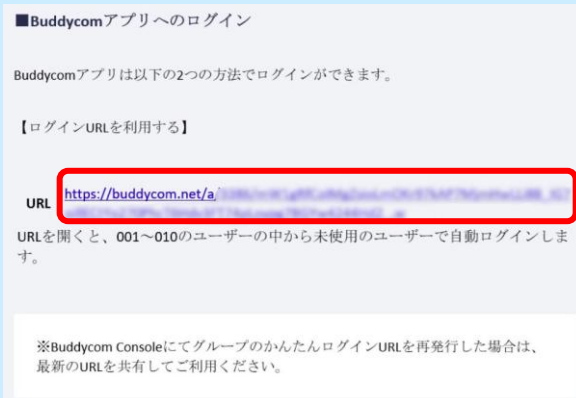 ■Buddycomアプリへのログイン
Buddycomアプリは以下の2つの方法でログインができます。
【ログインURLを利用する】
URL https://buddycom.net/a/
URLを開くと、001～010のユーザーの中から未使用のユーザーで自動ログインしま
す。
※Buddycom ConsoleにてグループのかんたんログインURLを再発行した場合は、
最新のURLを共有してご利用ください。